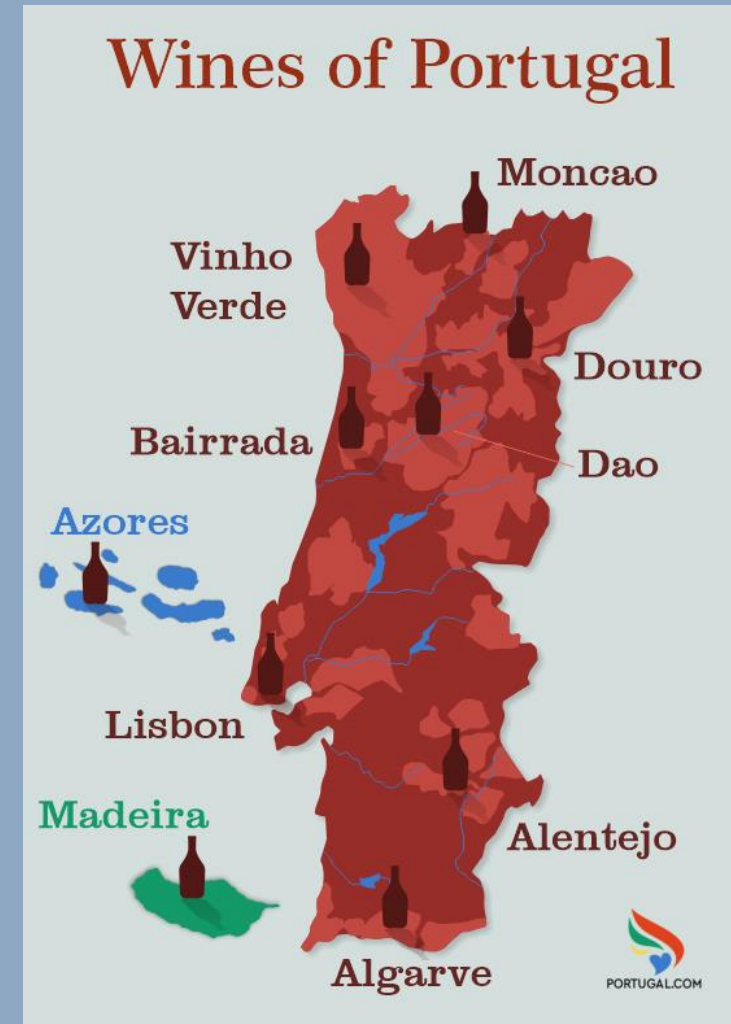 Wines of Portugal
Moncao
Vinho
Verde
Douro
Bairrada
Dao
Azores
Lisbon
Madeira
Alentejo
Algarve
PORTUGAL.COM